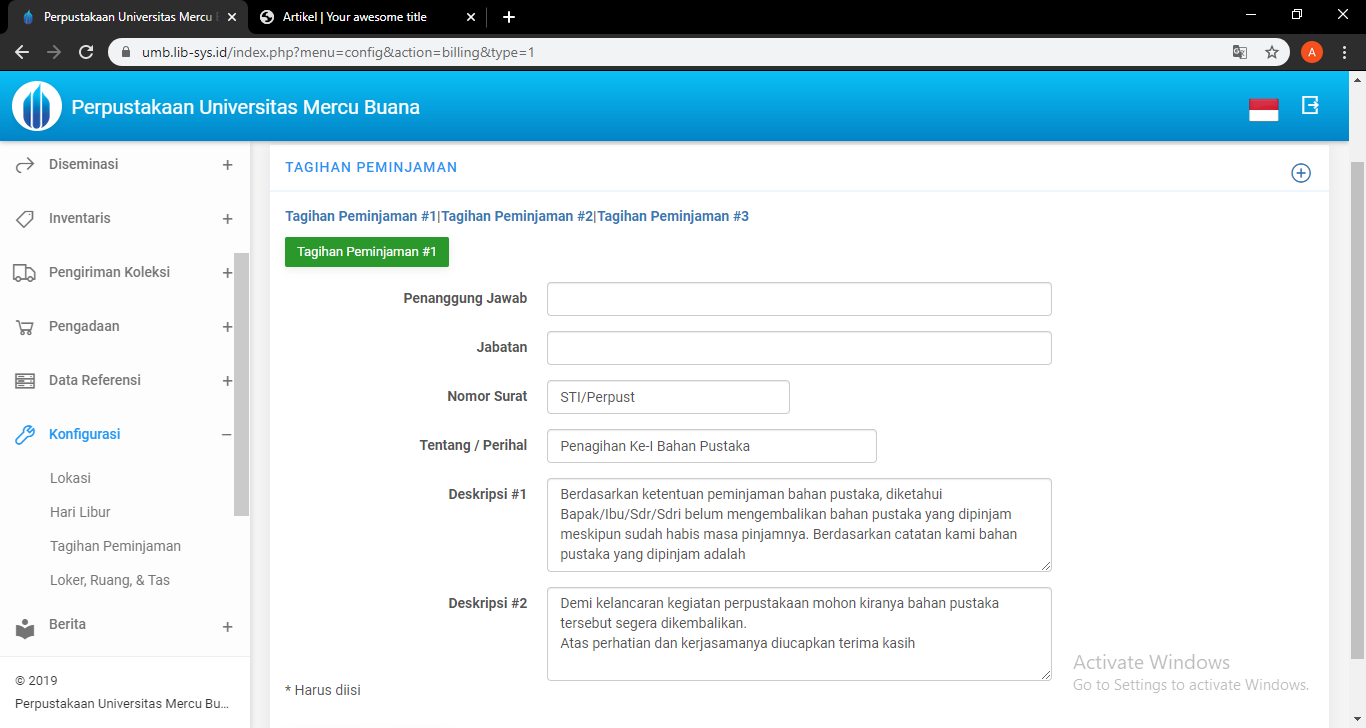 Perpustakaan Universitas Mercu
Artikel | Your awesome title
umb.lib-sys.id/index.php?menu=config&action=billing&type=1
A
Perpustakaan Universitas Mercu Buana
Diseminasi
Inventaris
Pengiriman Koleksi
Pengadaan
Data Referensi
Konfigurasi
Lokasi
Hari Libur
Tagihan Peminjaman
Loker, Ruang, & Tas
Berita
© 2019
Perpustakaan Universitas Mercu Bu...
TAGIHAN PEMINJAMAN
Tagihan Peminjaman #1|Tagihan Peminjaman #2|Tagihan Peminjaman #3
Tagihan Peminjaman #1
Penanggung Jawab
Jabatan
Nomor Surat STI/Perpust
Tentang / Perihal Penagihan Ke-I Bahan Pustaka
Deskripsi #1 Berdasarkan ketentuan peminjaman bahan pustaka, diketahui
Bapak/Ibu/Sdr/Sdri belum mengembalikan bahan pustaka yang dipinjam
meskipun sudah habis masa pinjamnya. Berdasarkan catatan kami bahan
pustaka yang dipinjam adalah
Deskripsi #2 Demi kelancaran kegiatan perpustakaan mohon kiranya bahan pustaka
tersebut segera dikembalikan.
Atas perhatian dan kerjasamanya diucapkan terima kasih
* Harus diisi
Activate Windows
Go to Settings to activate Windows.